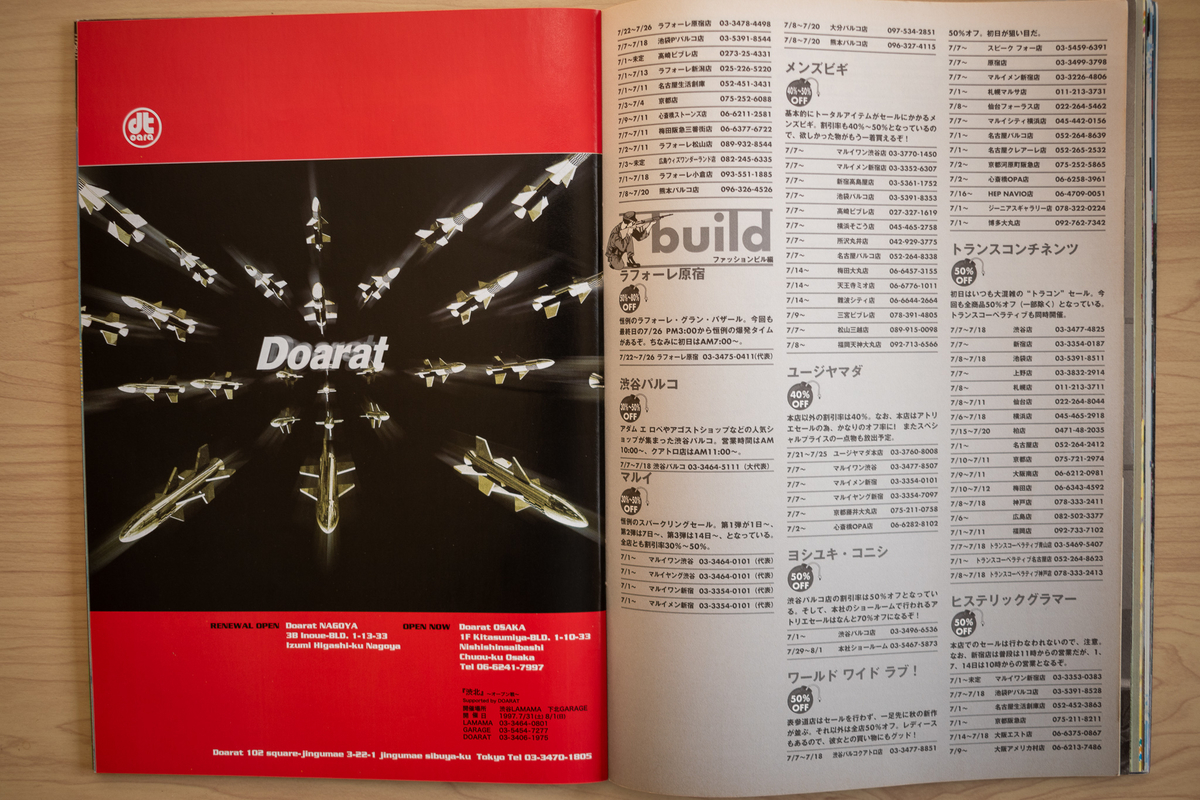 dt
oara
Doarat
RENEWAL OPEN Doarat NAGOYA
3B Inoue-BLD. 1-13-33
Izumi Higashi-ku Nagoya
OPEN NOW Doarat OSAKA
1F Kitasumiya-BLD. 1-10-33
Nishishinsaibashi
Chuou-ku Osaka
Tel 06-6241-7997
『渋北』
Supported by DOARAT
開催場所 渋谷LAMAMA 下北GARAGE
開催日 1997.7/31(土) 8/1(日)
LAMAMA 03-3464-0801
GARAGE 03-5454-7277
DOARAT 03-3406-1976
Doarat 102 square-jingumae 3-22-1 jingumae sibuya-ku Tokyo Tel 03-3470-1805
7/22〜7/26 ラフォーレ原宿店 03-3478-4498
7/7〜7/18 池袋P'パルコ店 03-5391-8544
7/1〜未定 高崎ビブレ店 0273-25-4331
7/1〜7/13 ラフォーレ新潟店 025-226-5220
7/1〜7/11 名古屋生活創庫 052-451-3431
7/3〜7/4 京都店 075-252-6088
7/9〜7/11 心斎橋ストーンズ店 06-6211-2581
7/7〜7/11 梅田阪急三番街店 06-6377-6722
7/2〜7/11 ラフォーレ松山店 089-932-8544
7/3〜未定 広島ウィズワンダーランド店 082-245-6335
7/1〜7/18 ラフォーレ小倉店 093-551-1885
7/8〜7/20 熊本パルコ店 096-326-4526
build
ファッションビル編
ラフォーレ原宿
50%〜80%
OFF
恒例のラフォーレ・グラン・バザール。今回も
最終日の7/26 PM3:00から恒例の爆発タイム
があるぞ。ちなみに初日はAM7:00〜。
7/22〜7/26 ラフォーレ原宿 03-3475-0411(代表)
渋谷パルコ
30%〜50%
OFF
アダム エ ロペやアゴストショップなどの人気シ
ョップが集まった渋谷パルコ。営業時間はAM
10:00〜、クアトロ店はAM11:00〜。
7/7〜7/18 渋谷パルコ 03-3464-5111(大代表)
マルイ
30%〜50%
OFF
恒例のスパークリングセール。第1弾が1日〜、
第2弾は7日〜、第3弾は14日〜、となっている。
全店とも割引率30%〜50%。
7/1〜 マルイワン渋谷 03-3464-0101(代表)
7/1〜 マルイヤング渋谷 03-3464-0101(代表)
7/1〜 マルイワン新宿 03-3354-0101(代表)
7/1〜 マルイメン新宿 03-3354-0101(代表)
7/8〜7/20 大分パルコ店 097-534-2851
7/8〜7/20 熊本パルコ店 096-327-4115
メンズビギ
40%〜50%
OFF
基本的にトータルアイテムがセールにかかるメ
ンズビギ。割引率も40%〜50%となっているの
で、欲しかった物がもう一着買えるぞ！
7/7〜 マルイワン渋谷店 03-3770-1450
7/7〜 マルイメン新宿店 03-3352-6307
7/7〜 新宿高島屋店 03-5361-1752
7/7〜 池袋パルコ店 03-5391-8353
7/7〜 高崎ビブレ店 027-327-1619
7/7〜 横浜そごう店 045-465-2758
7/7〜 所沢丸井店 042-929-3775
7/7〜 名古屋パルコ店 052-264-8338
7/14〜 梅田大丸店 06-6457-3155
7/14〜 天王寺ミオ店 06-6776-1011
7/14〜 難波シティ店 06-6644-2664
7/9〜 三宮ビブレ店 078-391-4805
7/7〜 松山三越店 089-915-0098
7/8〜 福岡天神大丸店 092-713-6566
ユージヤマダ
40%
OFF
本店以外の割引率は40%。なお、本店はアトリ
エセールの為、かなりのオフ率に! またスペシ
ャルプライスの一点物も放出予定。
7/21〜7/25 ユージヤマダ本店 03-3760-8008
7/7〜 マルイワン渋谷 03-3477-8507
7/7〜 マルイメン新宿 03-3354-0101
7/7〜 マルイヤング新宿 03-3354-7097
7/7〜 京都藤井大丸店 075-211-0758
7/2〜 心斎橋OPA店 06-6282-8102
ヨシユキ・コニシ
50%
OFF
渋谷パルコ店の割引率は50%オフとなってい
る。そして、本社のショールームで行われるア
トリエセールはなんと70%オフになるぞ！
7/1〜 渋谷パルコ店 03-3496-6536
7/29〜8/1 本社ショールーム 03-5467-5873
ワールド ワイド ラブ！
50%
OFF
表参道店はセールを行わず、一足先に秋の新作
が並ぶ。それ以外は全店50%オフ。レディース
もあるので、彼女との買い物にもグッド！
7/7〜7/18 渋谷パルコクアトロ店 03-3477-8851
50%オフ。初日が狙い目だ。
7/7〜 スピーク フォー店 03-5459-6391
7/7〜 原宿店 03-3499-3798
7/7〜 マルイメン新宿店 03-3226-4806
7/1〜 札幌マルサ店 011-213-3731
7/8〜 仙台フォーラス店 022-264-5462
7/7〜 マルイシティ横浜店 045-442-0156
7/1〜 名古屋パルコ店 052-264-8639
7/1〜 名古屋クレアーレ店 052-265-2532
7/2〜 京都河原町阪急店 075-252-5865
7/2〜 心斎橋OPA店 06-6258-3961
7/16〜 HEP NAVIO店 06-4709-0051
7/1〜 ジーニアスギャラリー店 078-322-0224
7/1〜 博多大丸店 092-762-7342
トランスコンチネンツ
50%
OFF
初日はいつも大混雑の“トラコン”セール。今
回も全商品50%オフ(一部除く)となっている。
トランスコーペラティブも同時開催。
7/7〜7/18 渋谷店 03-3477-4825
7/7〜 新宿店 03-3354-0187
7/8〜7/18 池袋店 03-5391-8511
7/7〜 上野店 03-3832-2914
7/8〜 札幌店 011-213-3711
7/8〜7/11 仙台店 022-264-8044
7/6〜7/18 横浜店 045-465-2918
7/15〜7/20 柏店 0471-48-2035
7/1〜 名古屋店 052-264-2412
7/10〜7/11 京都店 075-721-2974
7/9〜7/11 大阪南店 06-6212-0981
7/10〜7/12 梅田店 06-6343-4592
7/8〜7/18 神戸店 078-333-2411
7/6〜 広島店 082-502-3377
7/1〜7/11 福岡店 092-733-7102
7/7〜7/18 トランスコーペラティブ青山店 03-5469-5407
7/1〜 トランスコーペラティブ名古屋店 052-264-8623
7/8〜7/18 トランスコーペラティブ神戸店 078-333-2413
ヒステリックグラマー
50%
OFF
本店でのセールは行なわないので、注意。
なお、新宿店は普段は11時からの営業だが、1、
7、14日は10時からの営業となるぞ。
7/1〜未定 マルイワン新宿店 03-3353-0383
7/7〜7/18 池袋P'パルコ店 03-5391-8528
7/1〜 名古屋生活創庫店 052-452-3863
7/1〜 京都阪急店 075-211-8211
7/14〜7/18 大阪エスト店 06-6375-0867
7/9〜 大阪アメリカ村店 06-6213-7486